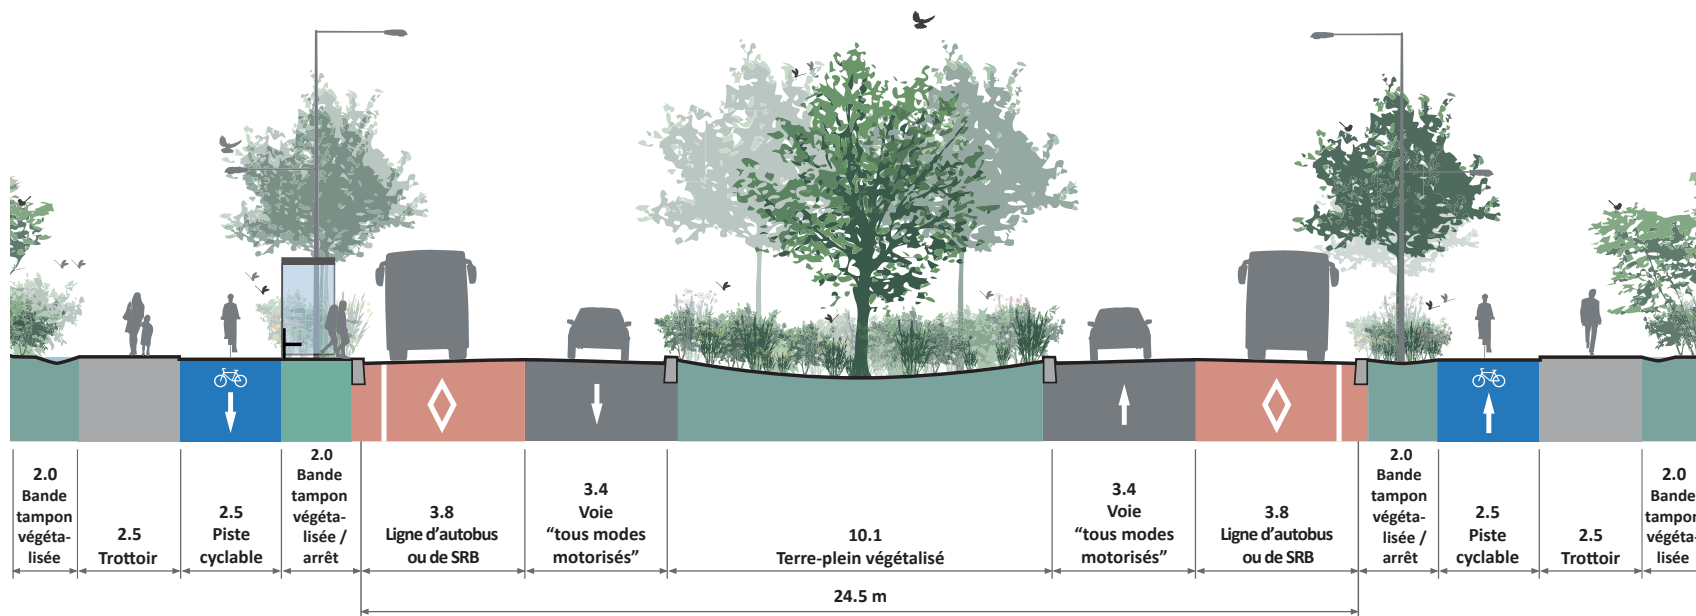 2.0
Bande
tampon
végéta-
lisée
2.5
Trottoir
2.5
Piste
cyclable
2.0
Bande
tampon
végéta-
lisée /
arrêt
3.8
Ligne d’autobus
ou de SRB
3.4
Voie
“tous modes
motorisés”
10.1
Terre-plein végétalisé
3.4
Voie
“tous modes
motorisés”
3.8
Ligne d’autobus
ou de SRB
2.0
Bande
tampon
végéta-
lisée /
arrêt
2.5
Piste
cyclable
2.5
Trottoir
2.0
Bande
tampon
végéta-
lisée
24.5 m